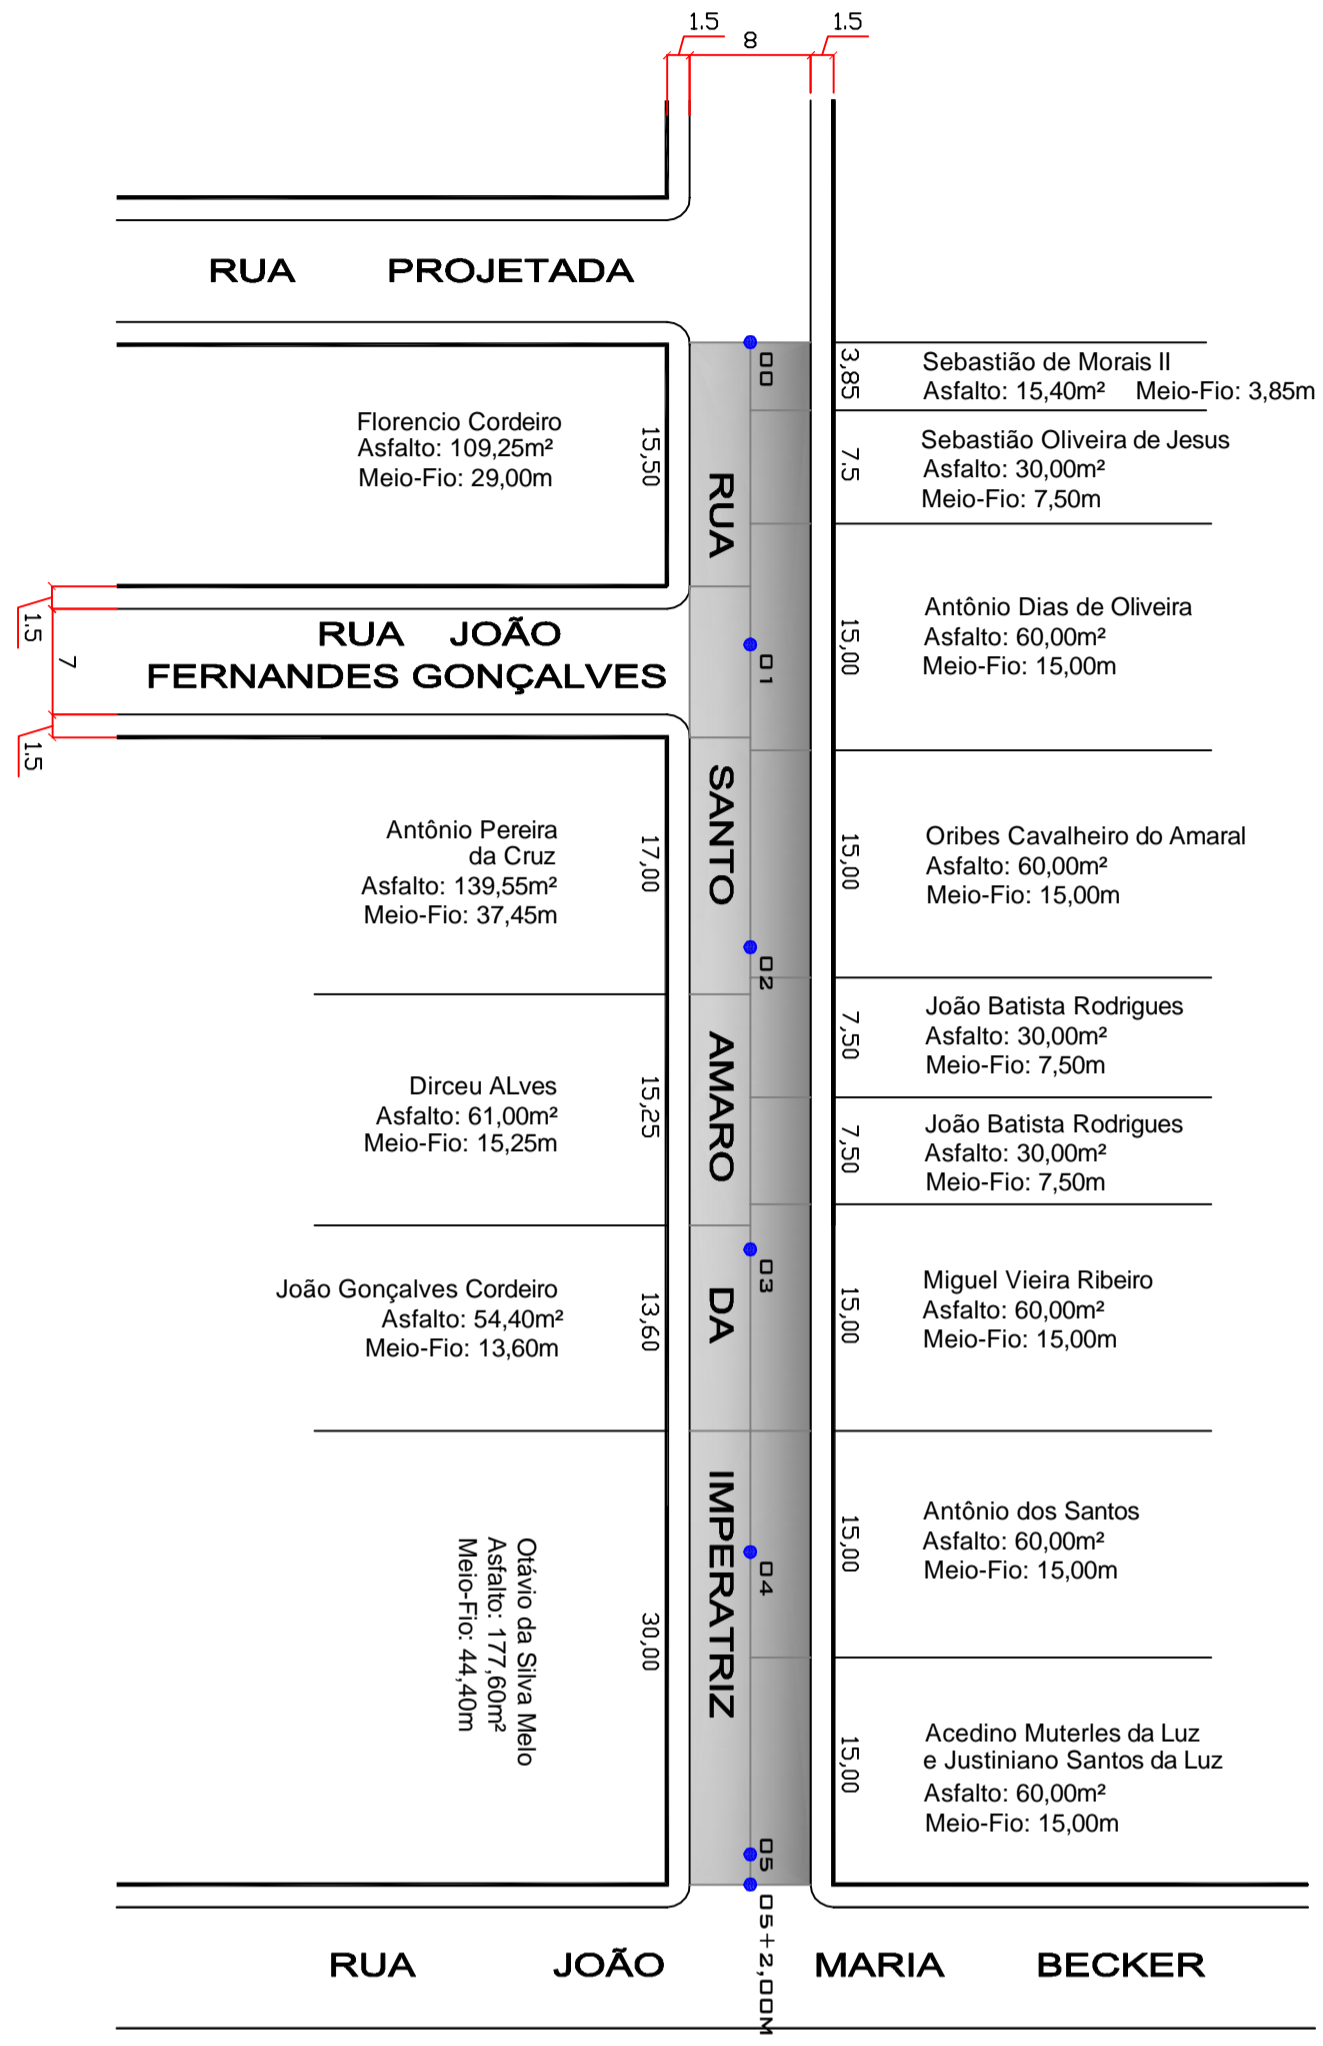 1.5
8
1.5
RUA PROJETADA
00
3,85
Sebastião de Morais II
Asfalto: 15,40m² Meio-Fio: 3,85m
Florencio Cordeiro
Asfalto: 109,25m²
Meio-Fio: 29,00m
15,50
7.5
Sebastião Oliveira de Jesus
Asfalto: 30,00m²
Meio-Fio: 7,50m
RUA SANTO AMARO DA IMPERATRIZ
1.5
7
1.5
RUA JOÃO
FERNANDES GONÇALVES
01
15,00
Antônio Dias de Oliveira
Asfalto: 60,00m²
Meio-Fio: 15,00m
Antônio Pereira
da Cruz
Asfalto: 139,55m²
Meio-Fio: 37,45m
17,00
15,00
Oribes Cavalheiro do Amaral
Asfalto: 60,00m²
Meio-Fio: 15,00m
02
7,50
João Batista Rodrigues
Asfalto: 30,00m²
Meio-Fio: 7,50m
Dirceu ALves
Asfalto: 61,00m²
Meio-Fio: 15,25m
15,25
7,50
João Batista Rodrigues
Asfalto: 30,00m²
Meio-Fio: 7,50m
João Gonçalves Cordeiro
Asfalto: 54,40m²
Meio-Fio: 13,60m
13,60
03
15,00
Miguel Vieira Ribeiro
Asfalto: 60,00m²
Meio-Fio: 15,00m
Otávio da Silva Melo
Asfalto: 177,60m²
Meio-Fio: 44,40m
30,00
04
15,00
Antônio dos Santos
Asfalto: 60,00m²
Meio-Fio: 15,00m
15,00
Acedino Muterles da Luz
e Justiniano Santos da Luz
Asfalto: 60,00m²
Meio-Fio: 15,00m
05
05+2,00M
RUA JOÃO MARIA BECKER